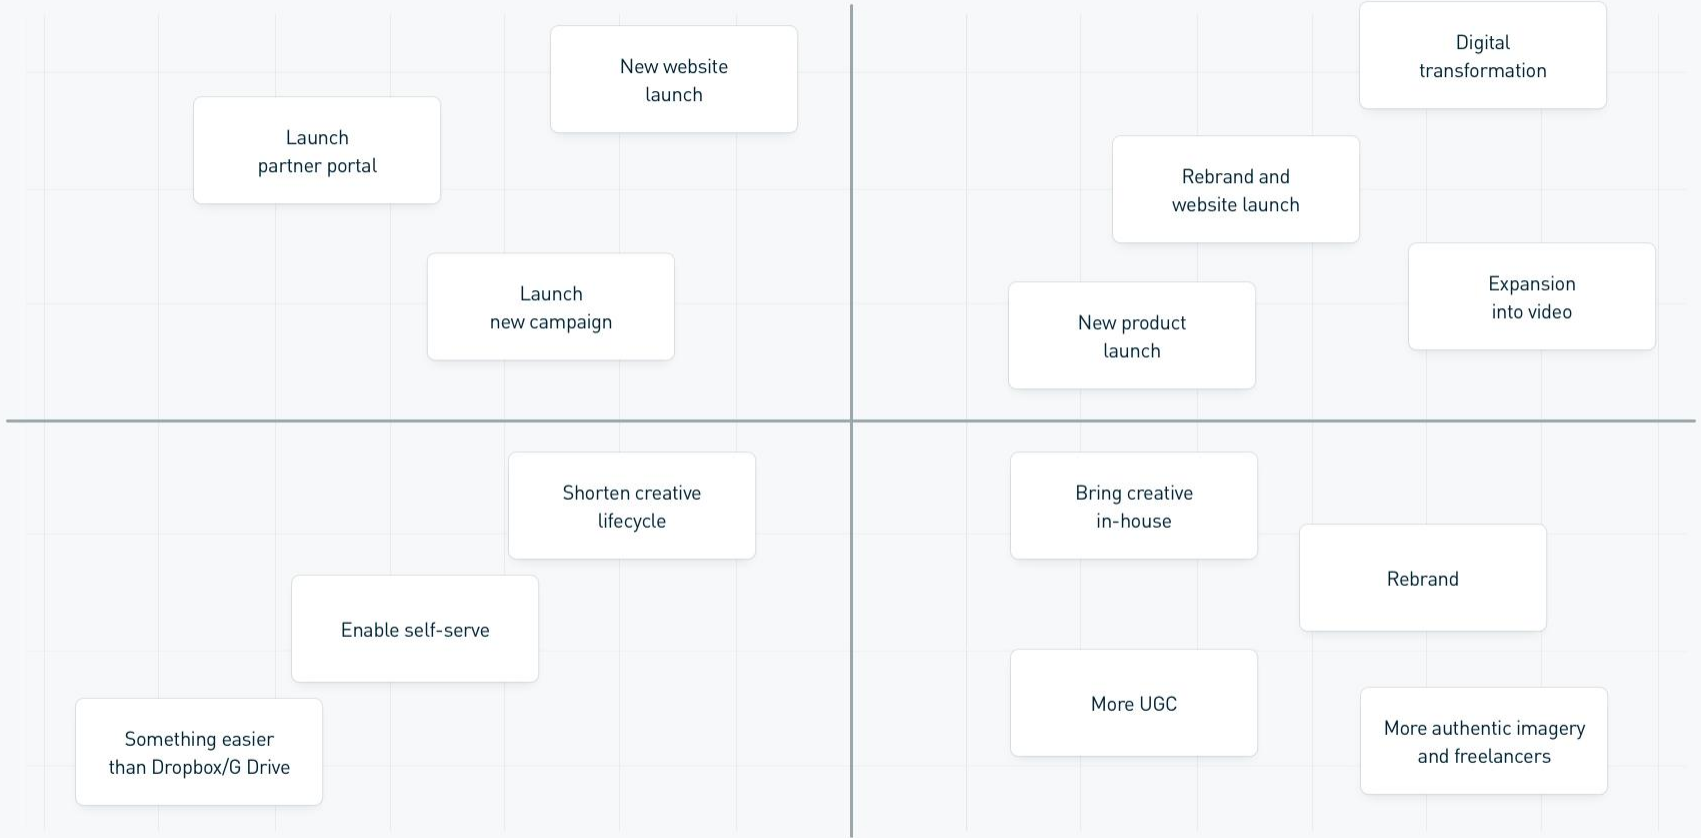 New website
launch
Launch
partner portal
Launch
new campaign
Digital
transformation
Rebrand and
website launch
Expansion
into video
New product
launch
Shorten creative
lifecycle
Enable self-serve
Something easier
than Dropbox/G Drive
Bring creative
in-house
Rebrand
More UGC
More authentic imagery
and freelancers